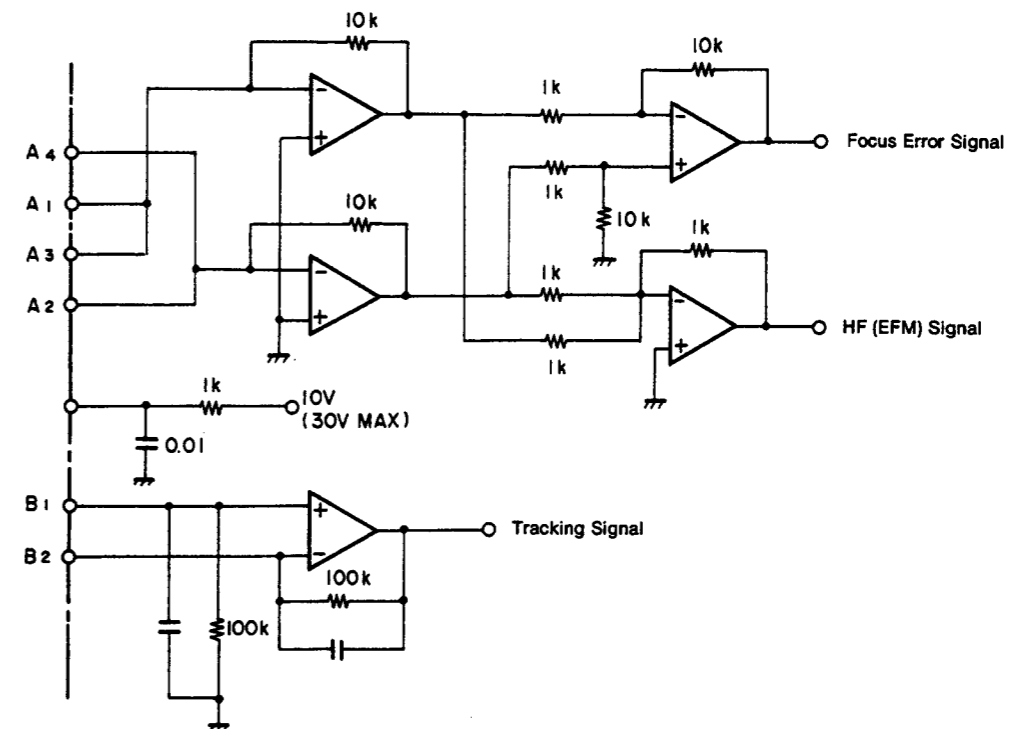 10k
10k
1k
A4
Focus Error Signal
1k
A1
10k
10k
1k
A3
1k
A2
HF (EFM) Signal
1k
1k
10V
(30V MAX)
0.01
B1
Tracking Signal
B2
100k
100k